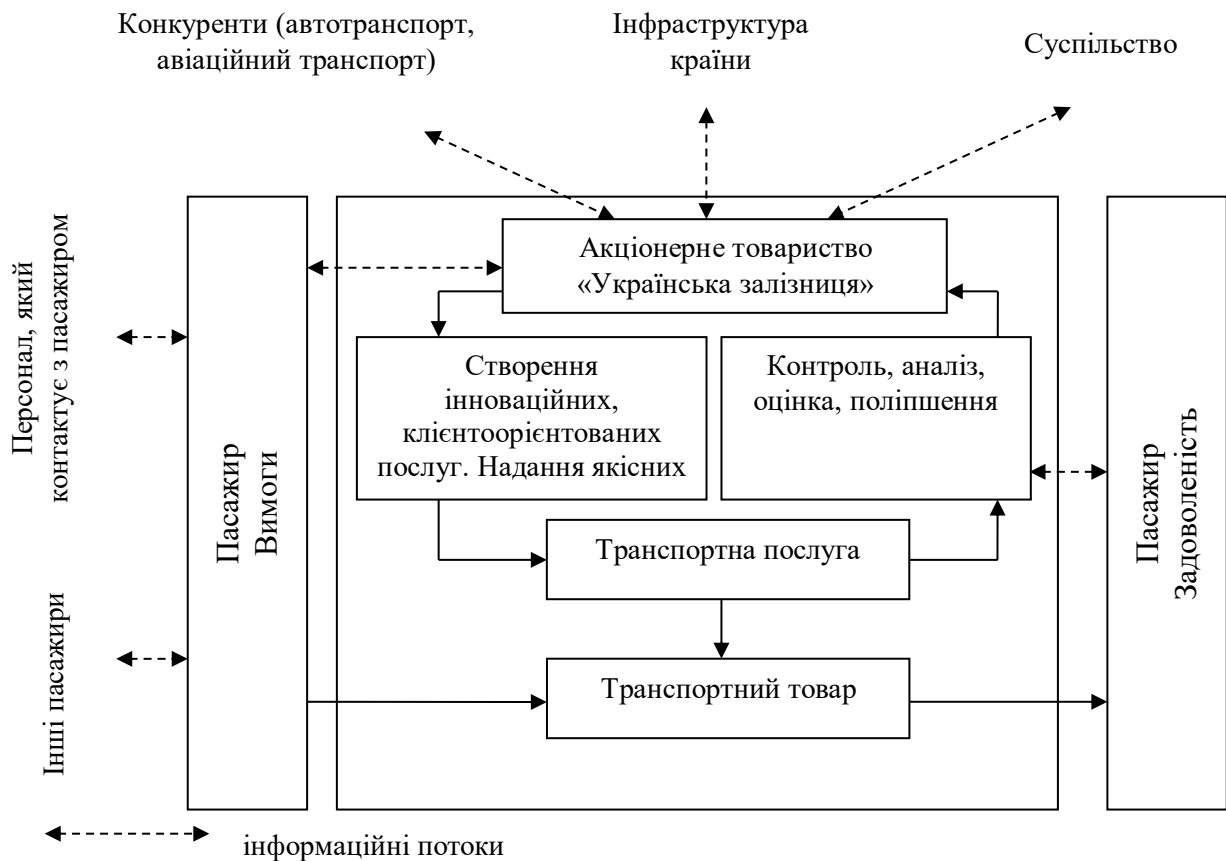 Конкуренти (автотранспорт,
авіаційний транспорт)
Інфраструктура
країни
Суспільство
Персонал, який
контактує з пасажиром
Інші пасажири
Пасажир
Вимоги
Акціонерне товариство
«Українська залізниця»
Створення
інноваційних,
клієнтоорієнтованих
послуг. Надання якісних
Контроль, аналіз,
оцінка, поліпшення
Транспортна послуга
Транспортний товар
Пасажир
Задоволеність
інформаційні потоки